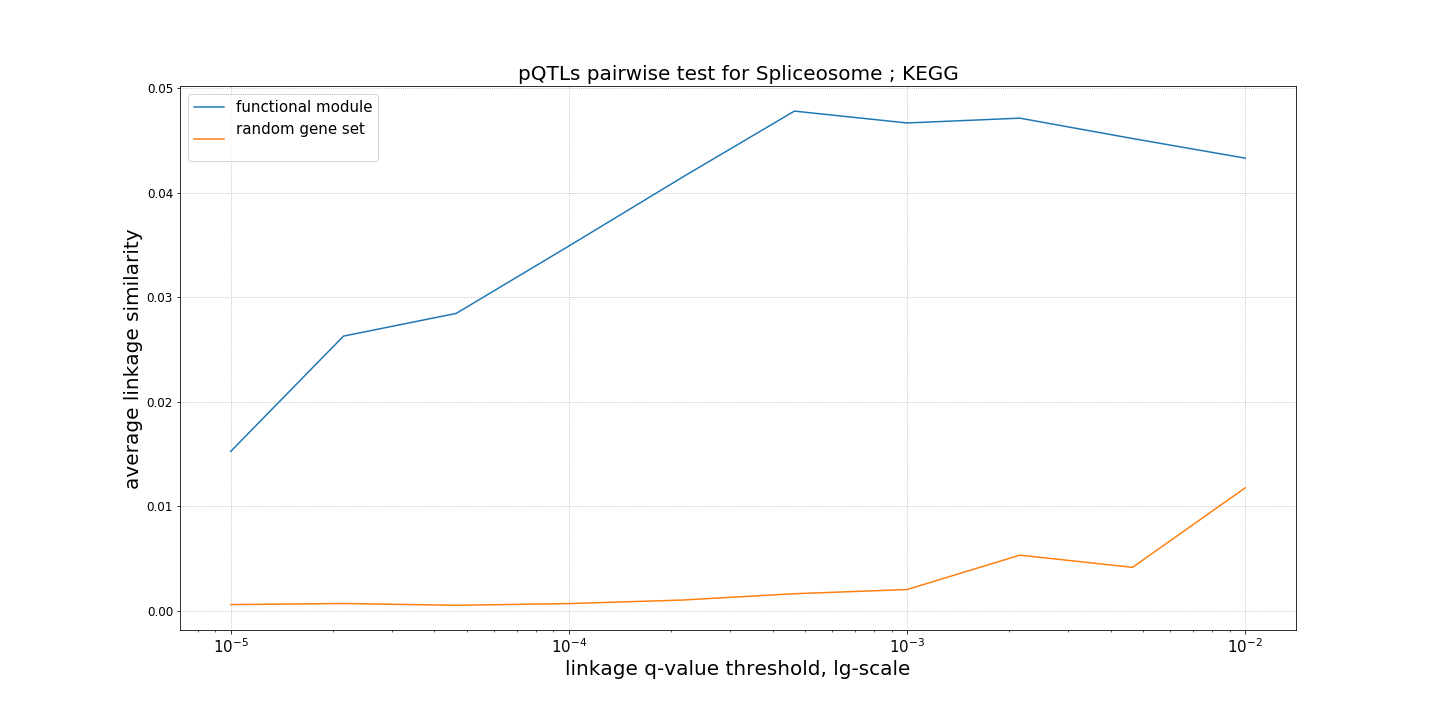 pQTLs pairwise test for Spliceosome ; KEGG
functional module
random gene set
average linkage similarity
0.05
0.04
0.03
0.02
0.01
0.00
10⁻⁵ 10⁻⁴ 10⁻³ 10⁻²
linkage q-value threshold, lg-scale